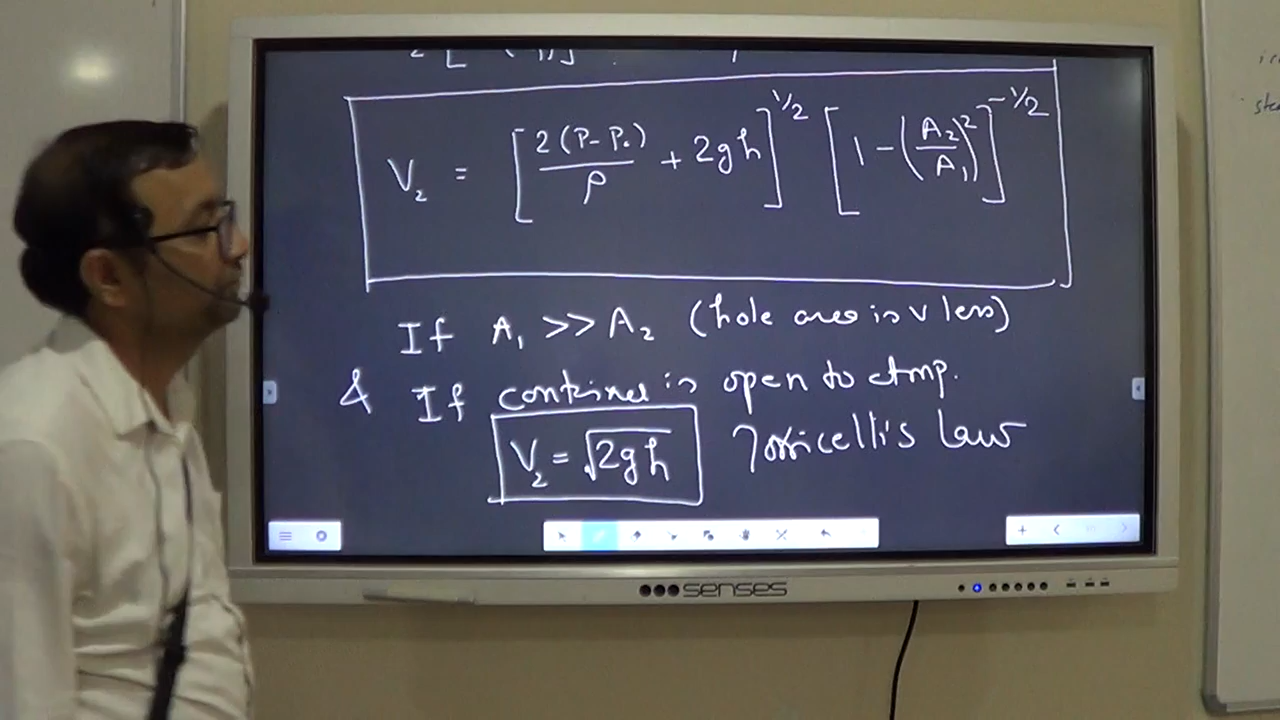 V₂ = [2(P-P₀)/ρ + 2gh]^1/2 [1-(A₂/A₁)²]^-1/2
If A₁ >> A₂ (hole area is v less)
& If container is open to atmp.
V₂ = √2gh Torricelli's Law
senses